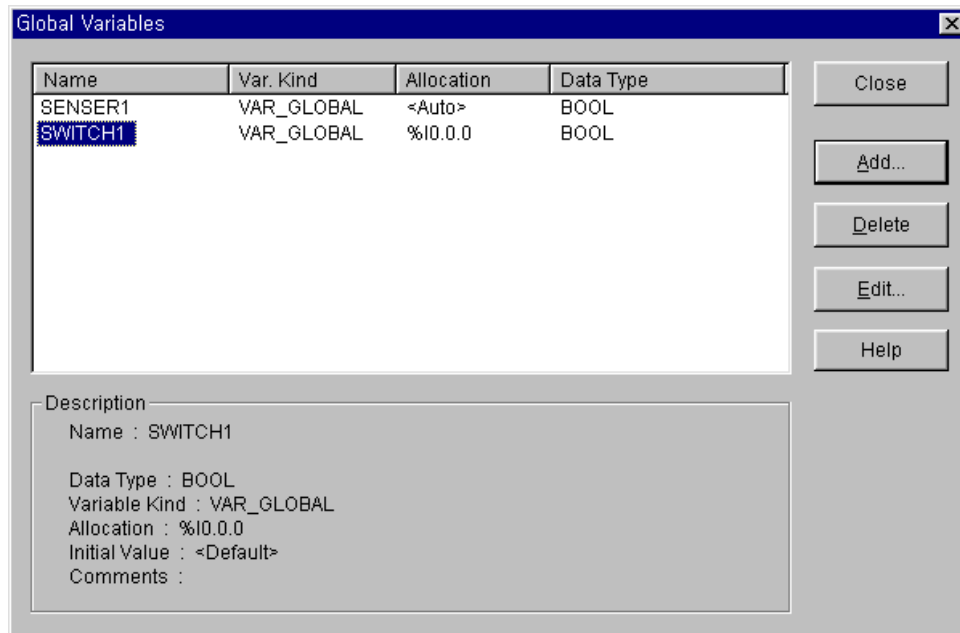 Global Variables
Name Var. Kind Allocation Data Type
SENSER1 VAR_GLOBAL <Auto> BOOL
SWITCH1 VAR_GLOBAL %I0.0.0 BOOL
Close
Add...
Delete
Edit...
Help
Description
Name : SWITCH1
Data Type : BOOL
Variable Kind : VAR_GLOBAL
Allocation : %I0.0.0
Initial Value : <Default>
Comments :